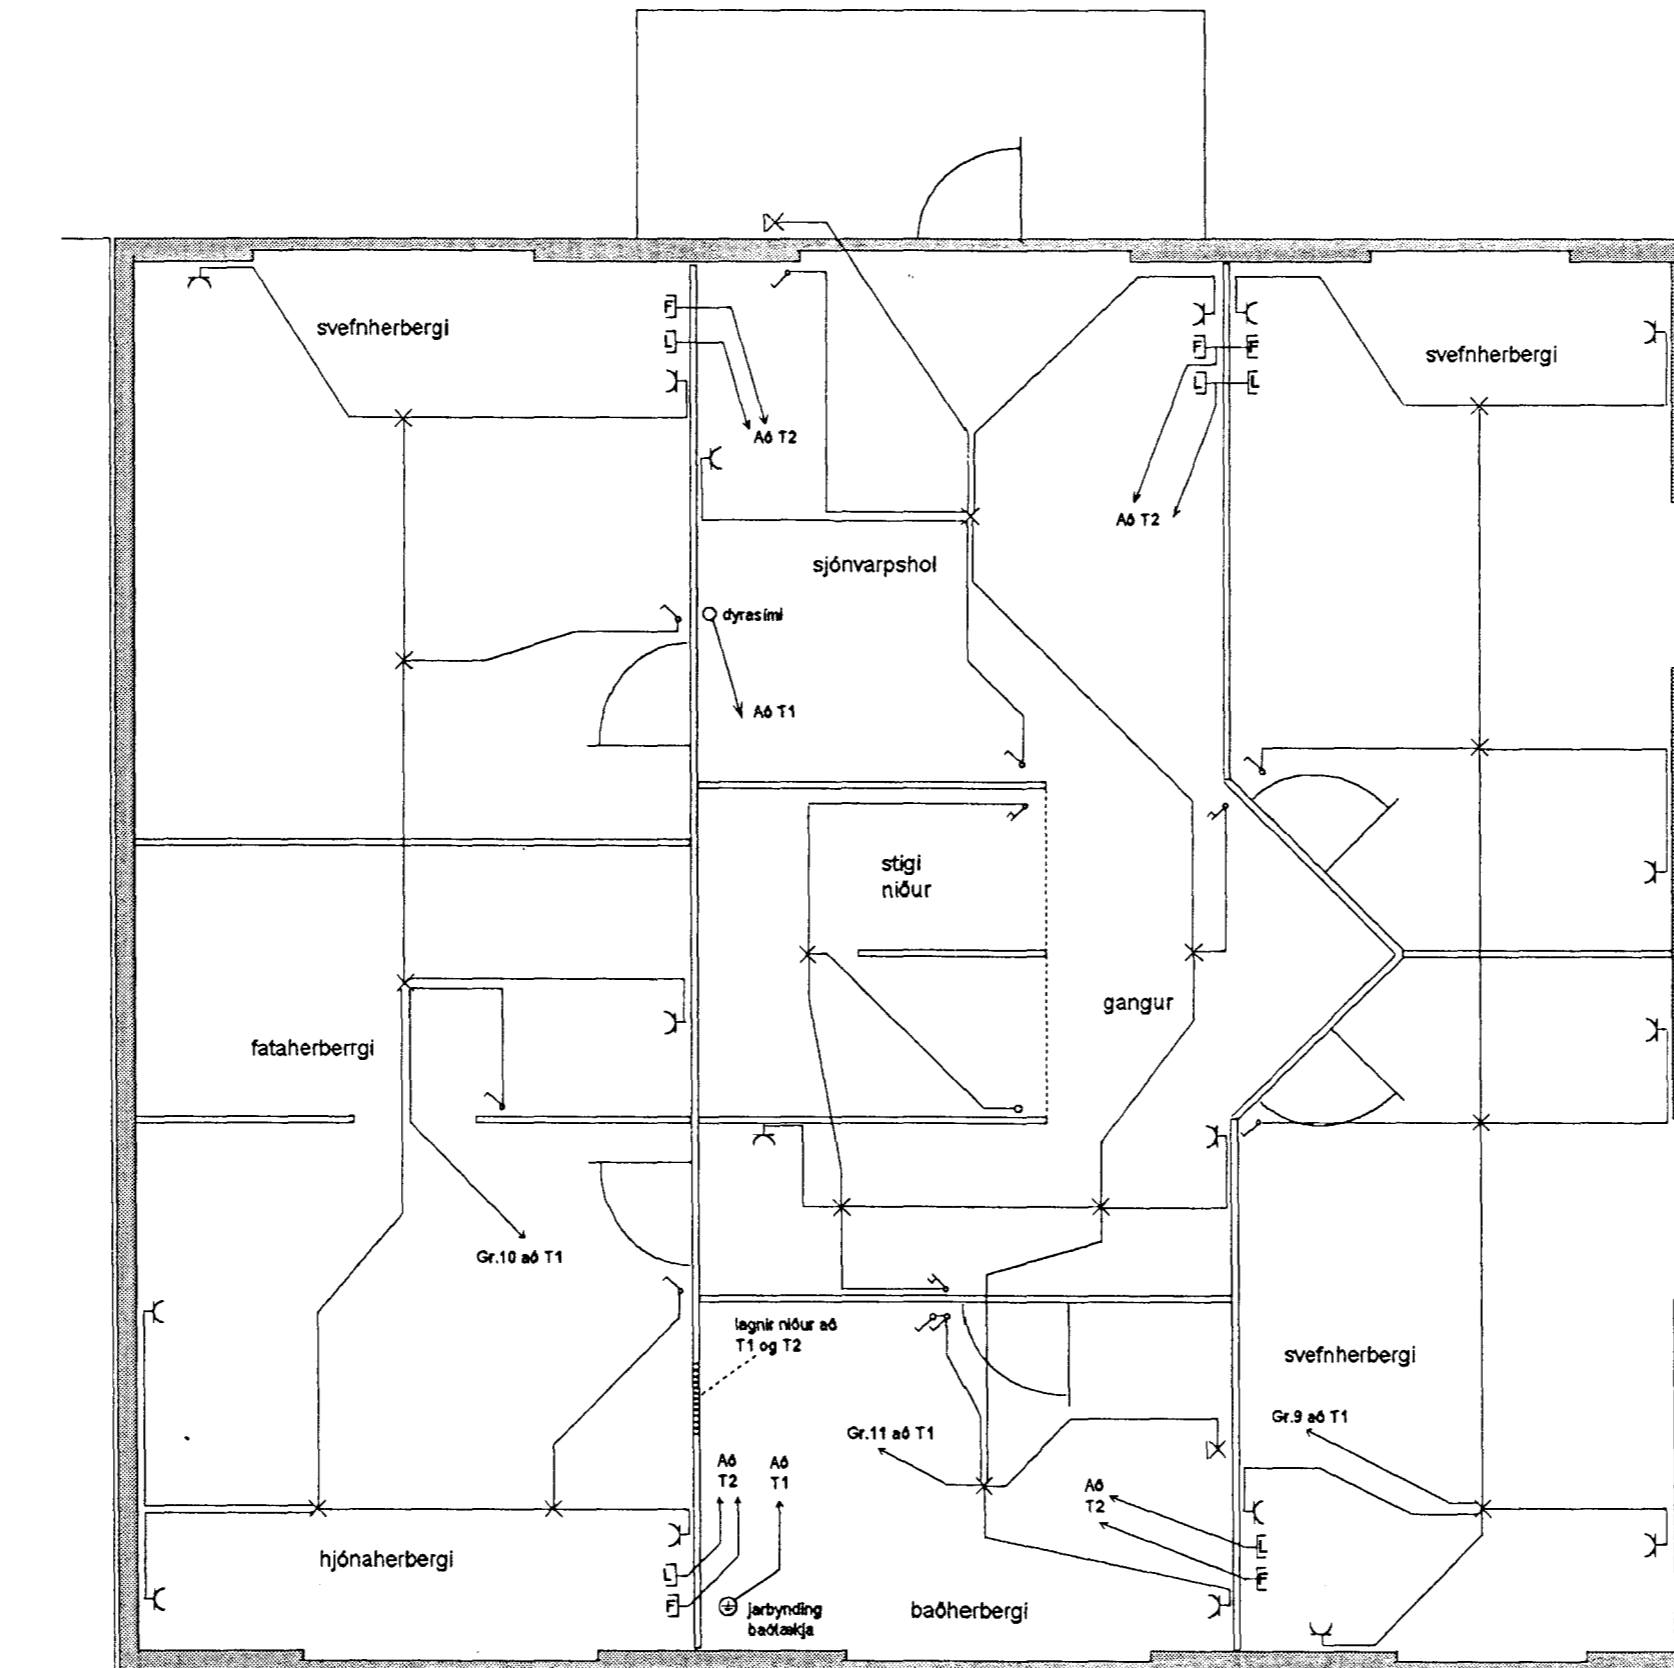 svefnherbergi
F
L
Að T2
F
F
L
L
svefnherbergi
Að T2
sjónvarpshol
dyrasími
Að T1
stigi
niður
gangur
fataherberrgi
Gr.10 að T1
lagnir niður að
T1 og T2
svefnherbergi
Gr.9 að T1
Gr.11 að T1
Að
T2
Að
T1
Að
T2
L
F
hjónaherbergi
L
F
jarbynding
baðtækja
baðherbergi